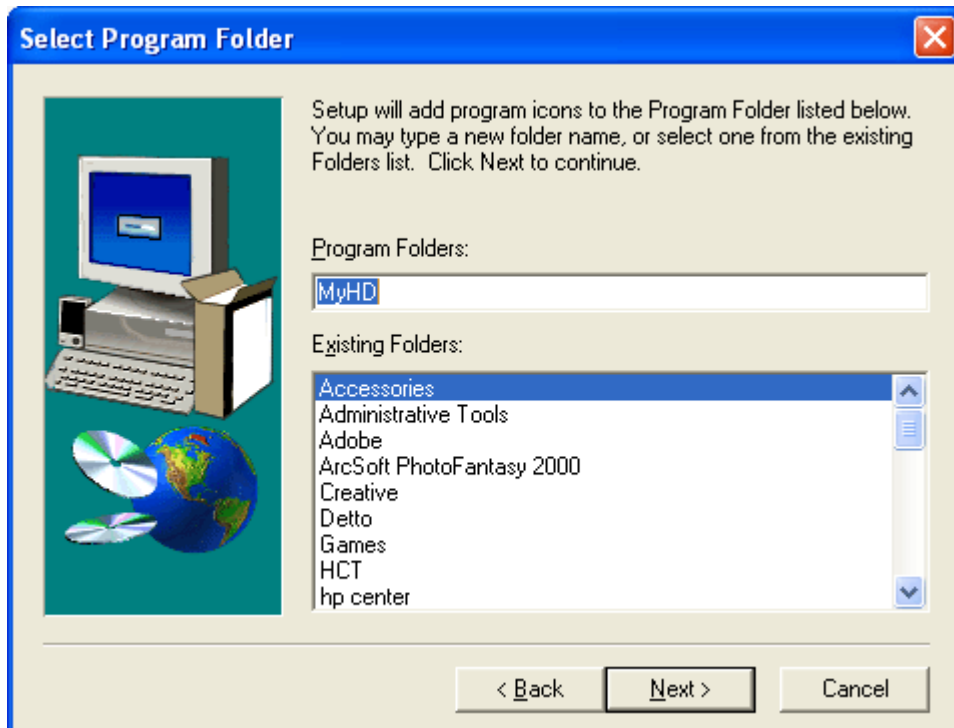 Select Program Folder
Setup will add program icons to the Program Folder listed below.
You may type a new folder name, or select one from the existing
Folders list.  Click Next to continue.
Program Folders:
MyHD
Existing Folders:
Accessories
Administrative Tools
Adobe
ArcSoft PhotoFantasy 2000
Creative
Detto
Games
HCT
hp center
< Back
Next >
Cancel